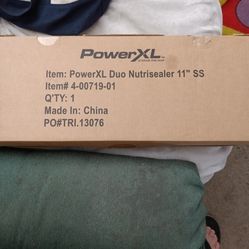 PowerXL
Item: PowerXL Duo Nutrisealer 11" SS
Item# 4-00719-01
Q'TY: 1
Made In: China
PO#TRI.13076